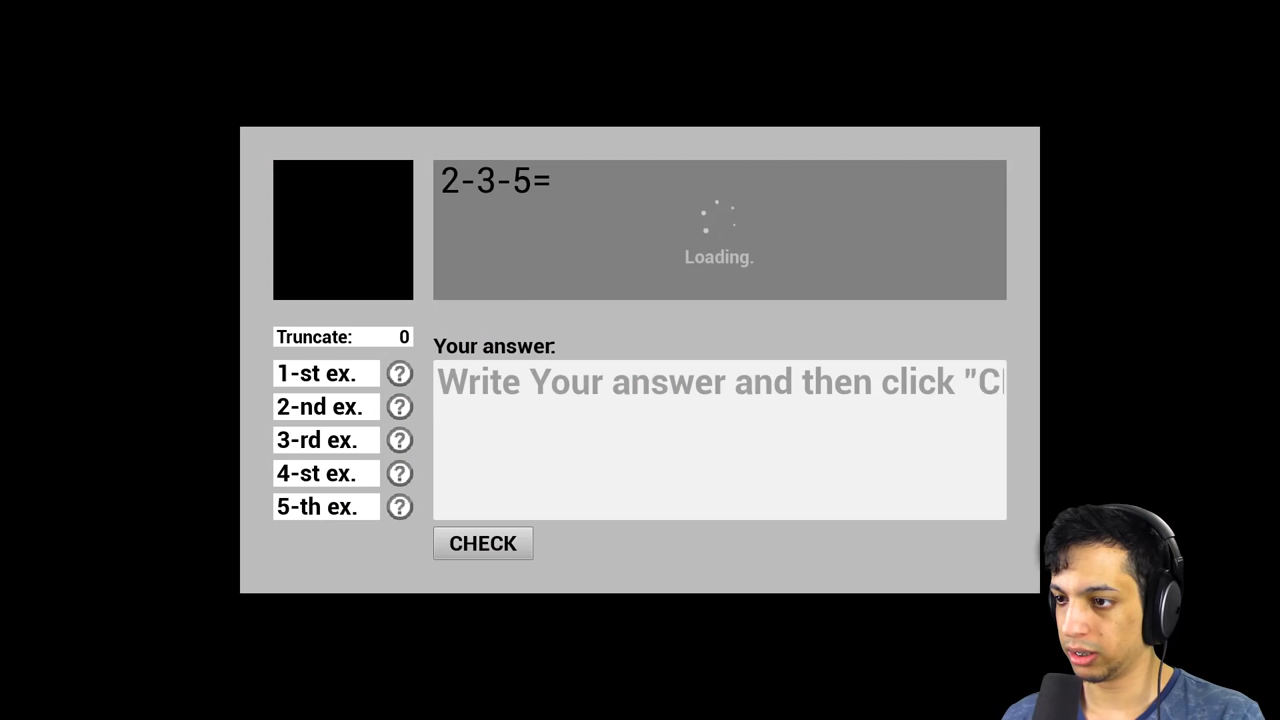 2-3-5=
Loading.
Truncate: 0
Your answer:
1-st ex. ?
Write Your answer and then click "C
2-nd ex. ?
3-rd ex. ?
4-st ex. ?
5-th ex. ?
CHECK